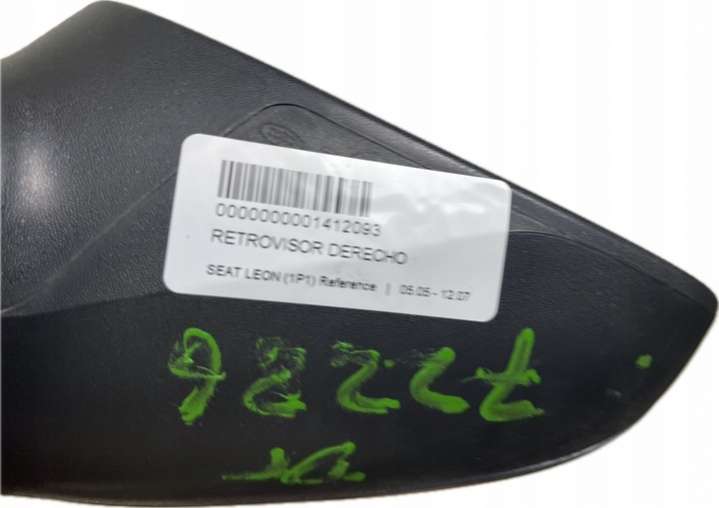 0000000001412093
RETROVISOR DERECHO
SEAT LEON (1P1) Reference | 05.05 - 12.07